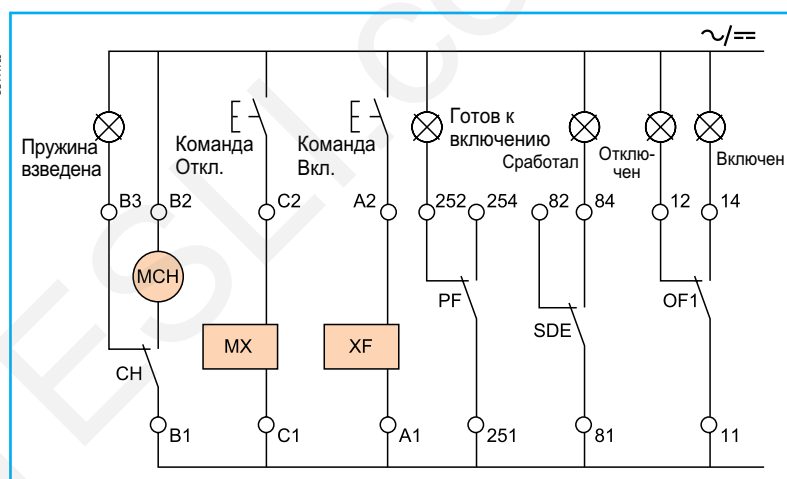 ~/==
Пружина
взведена
Команда
Откл.
Команда
Вкл.
Готов к
включению
Сработал
Отклю-
чен
Включен
B3
B2
C2
A2
252
254
82
84
12
14
MCH
MX
XF
PF
SDE
OF1
CH
B1
C1
A1
251
81
11